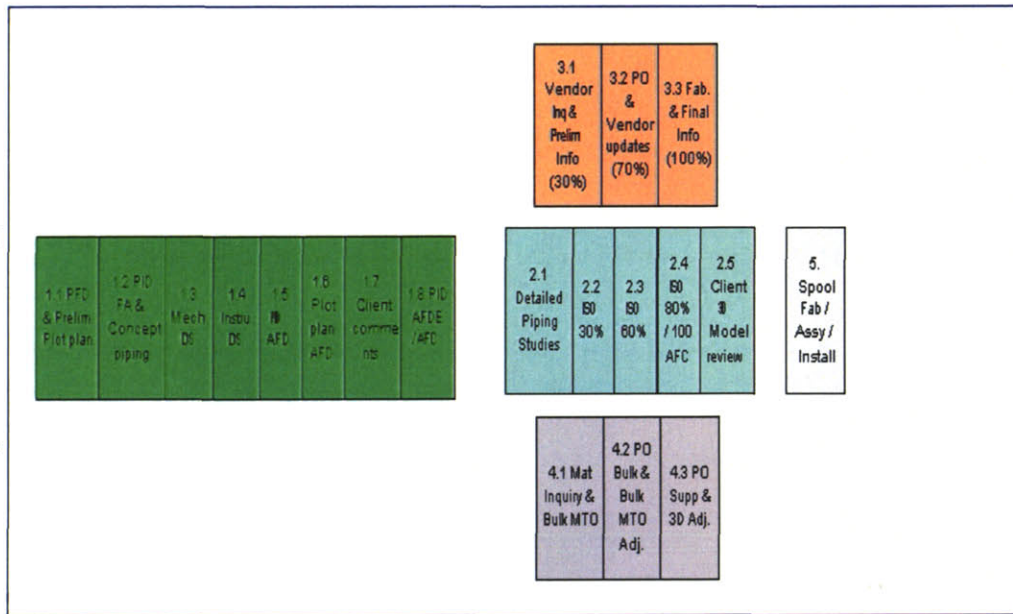 3.1
Vendor
Inq &
Prelim
Info
(30%)
3.2 PO
&
Vendor
updates
(70%)
3.3 Fab.
& Final
Info
(100%)
1.1 PFD
& Prelim
Plot plan
1.2 PID
FA &
Concept
piping
1.3
Mech
DS
1.4
Instru
DS
1.5
AFD
1.6
Plot
plan
AFD
1.7
Client
comme
nts
1.8 PID
AFDE
/AFC
2.1
Detailed
Piping
Studies
2.2
ISO
30%
2.3
ISO
60%
2.4
ISO
80%
/ 100
AFC
2.5
Client
3D
Model
review
5.
Spool
Fab /
Assy /
Install
4.1 Mat
Inquiry &
Bulk MTO
4.2 PO
Bulk &
Bulk
MTO
Adj.
4.3 PO
Supp &
3D Adj.